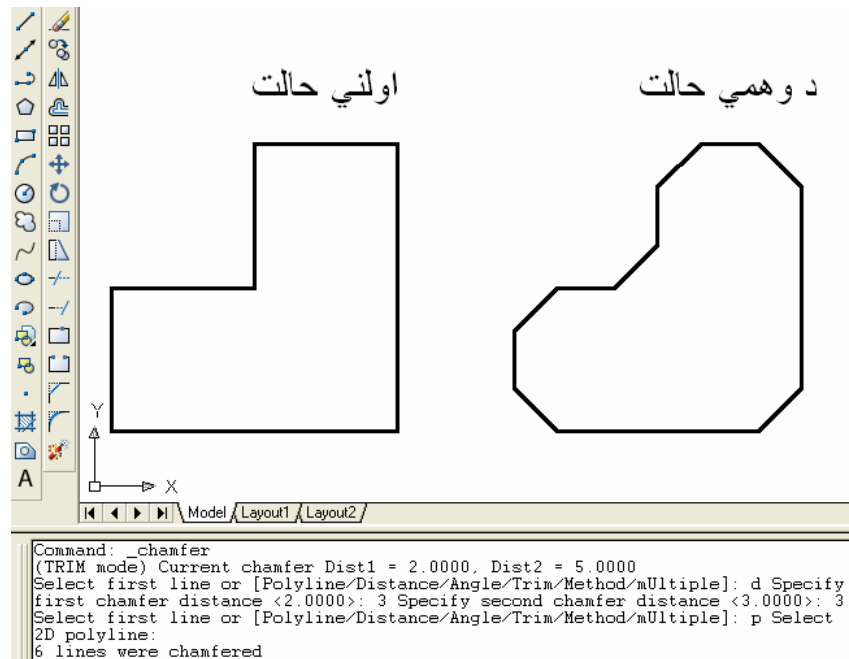 اولني حالت
د وهمي حالت
A
Y
X
Model Layout1 Layout2
Command: _chamfer
(TRIM mode) Current chamfer Dist1 = 2.0000, Dist2 = 5.0000
Select first line or [Polyline/Distance/Angle/Trim/Method/mUltiple]: d Specify
first chamfer distance <2.0000>: 3 Specify second chamfer distance <3.0000>: 3
Select first line or [Polyline/Distance/Angle/Trim/Method/mUltiple]: p Select
2D polyline:
6 lines were chamfered